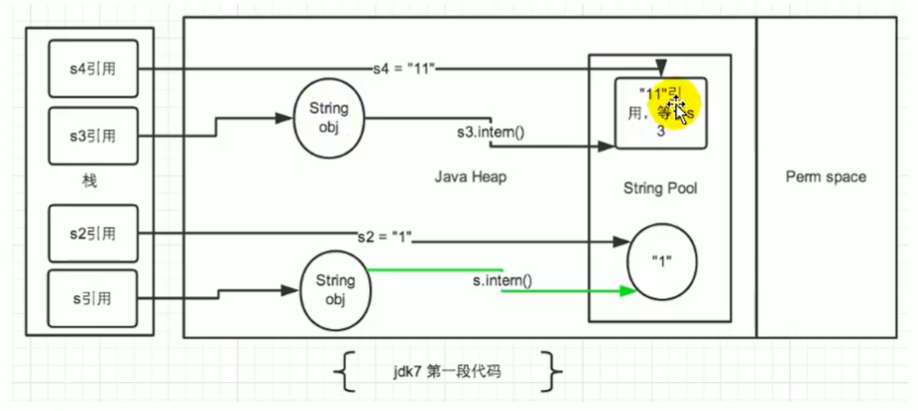 s4引用
s4 = "11"
String
obj
"11"引
用,等
s
3
s3引用
s3.intern()
栈
Java Heap
String Pool
Perm space
s2引用
s2 = "1"
"1"
String
obj
s.intern()
s引用
jdk7 第一段代码